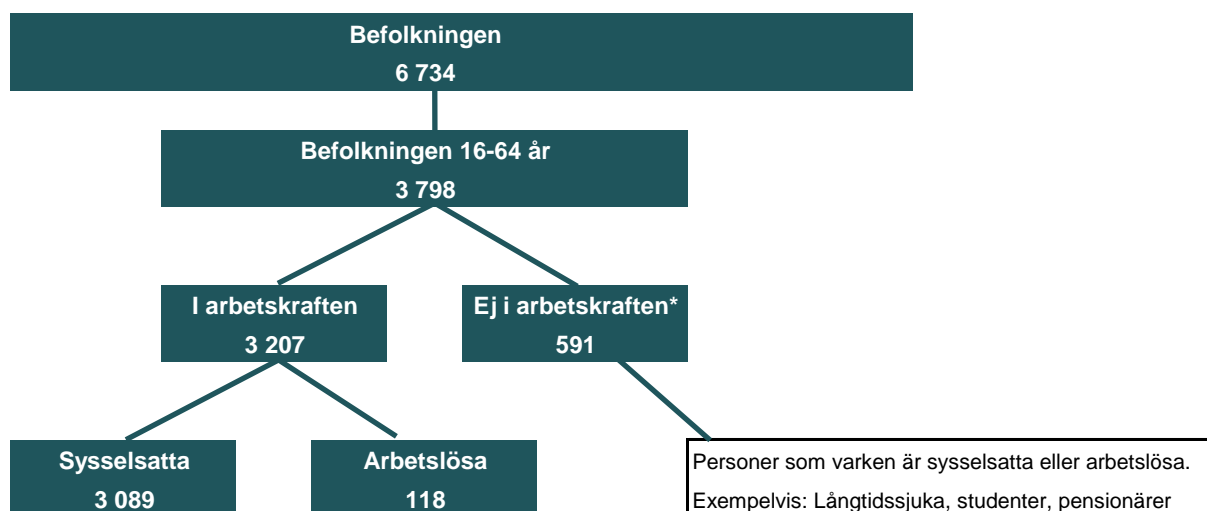 Befolkningen
6 734
Befolkningen 16-64 år
3 798
I arbetskraften
3 207
Ej i arbetskraften*
591
Sysselsatta
3 089
Arbetslösa
118
Personer som varken är sysselsatta eller arbetslösa.
Exempelvis: Långtidssjuka, studenter, pensionärer